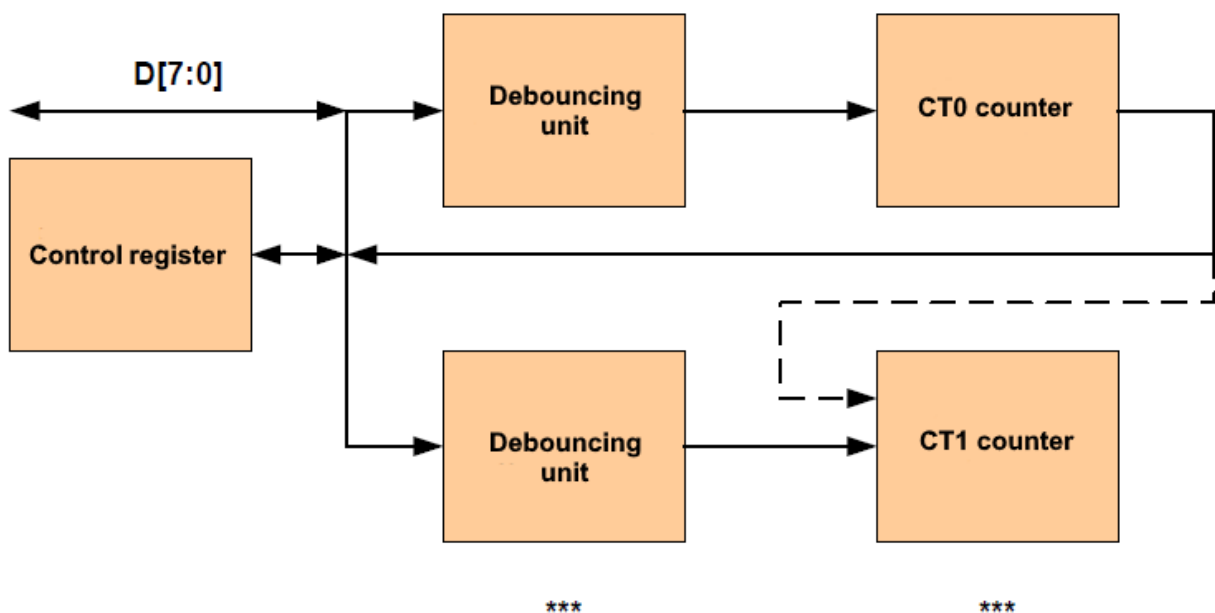 D[7:0]
Debouncing
unit
CT0 counter
Control register
Debouncing
unit
CT1 counter
***
***